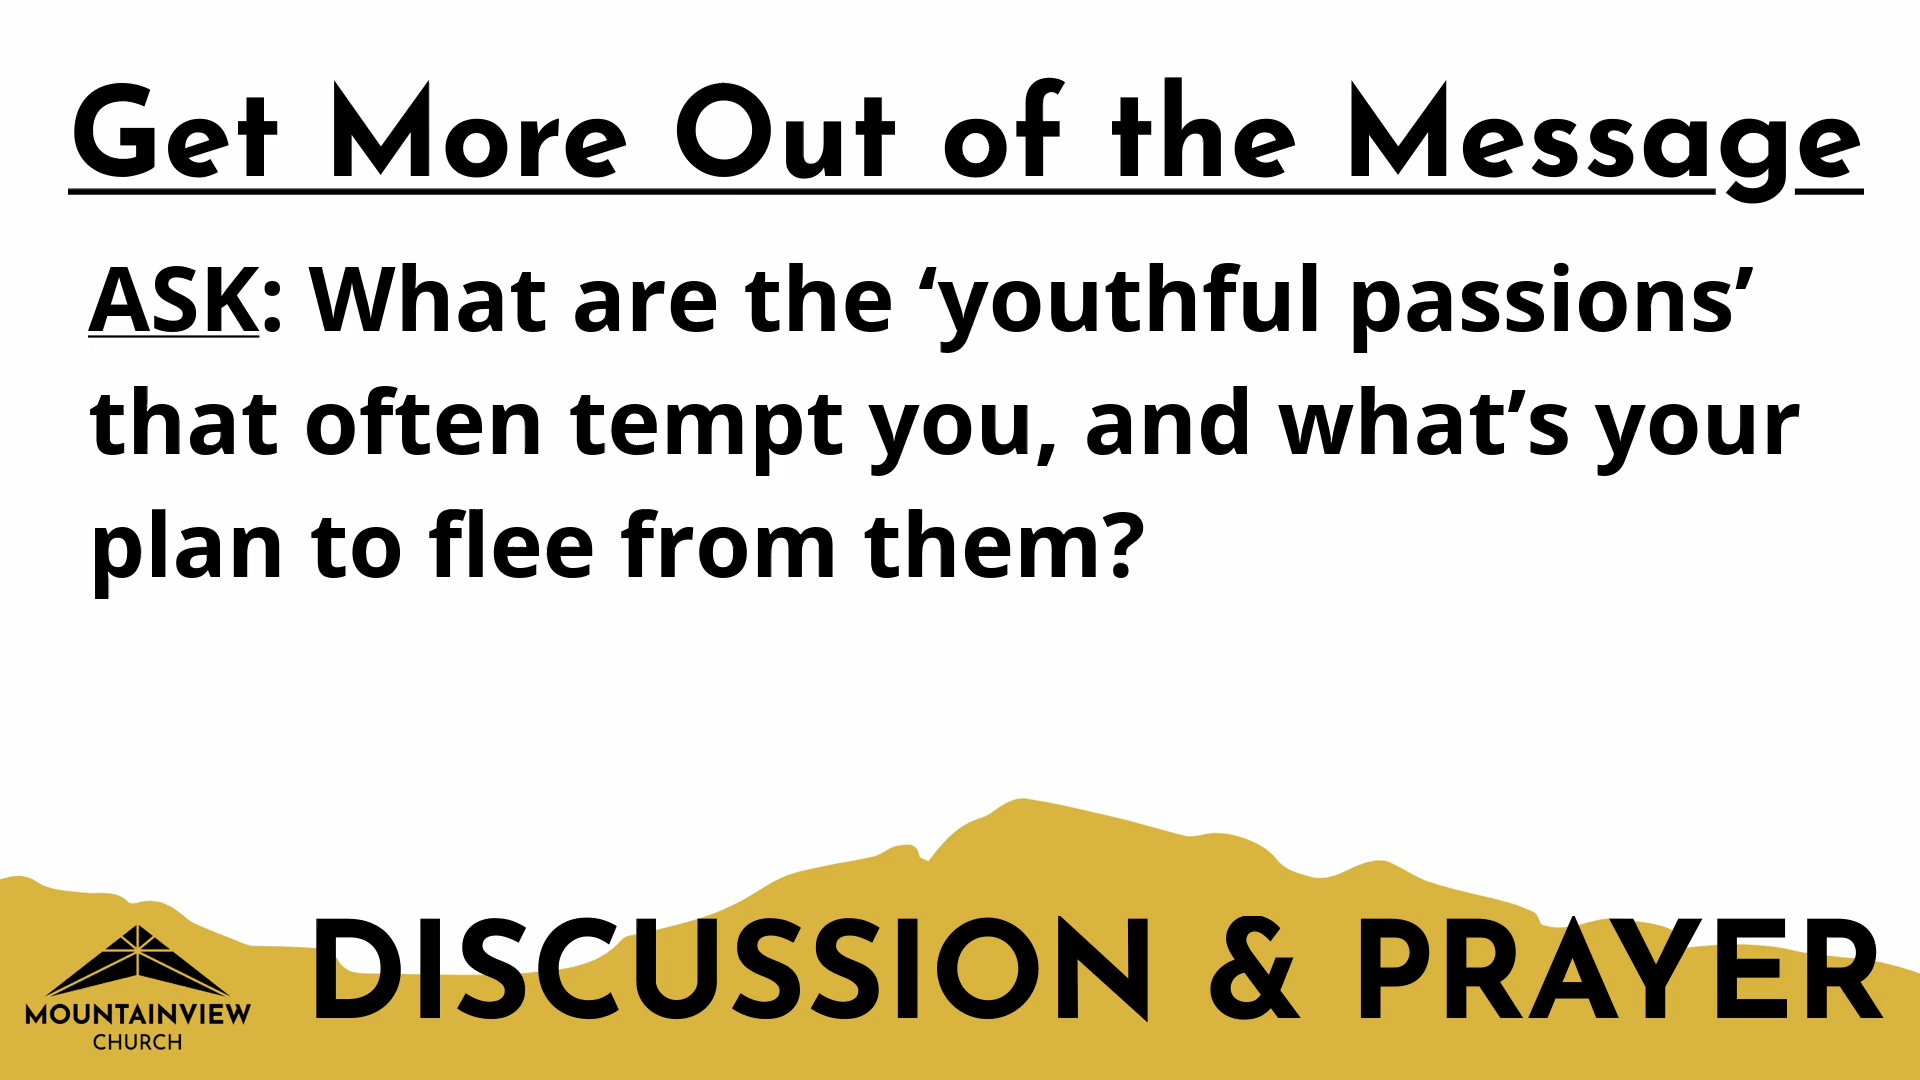 Get More Out of the Message
ASK: What are the ‘youthful passions’
that often tempt you, and what’s your
plan to flee from them?
DISCUSSION & PRAYER
MOUNTAINVIEW
CHURCH